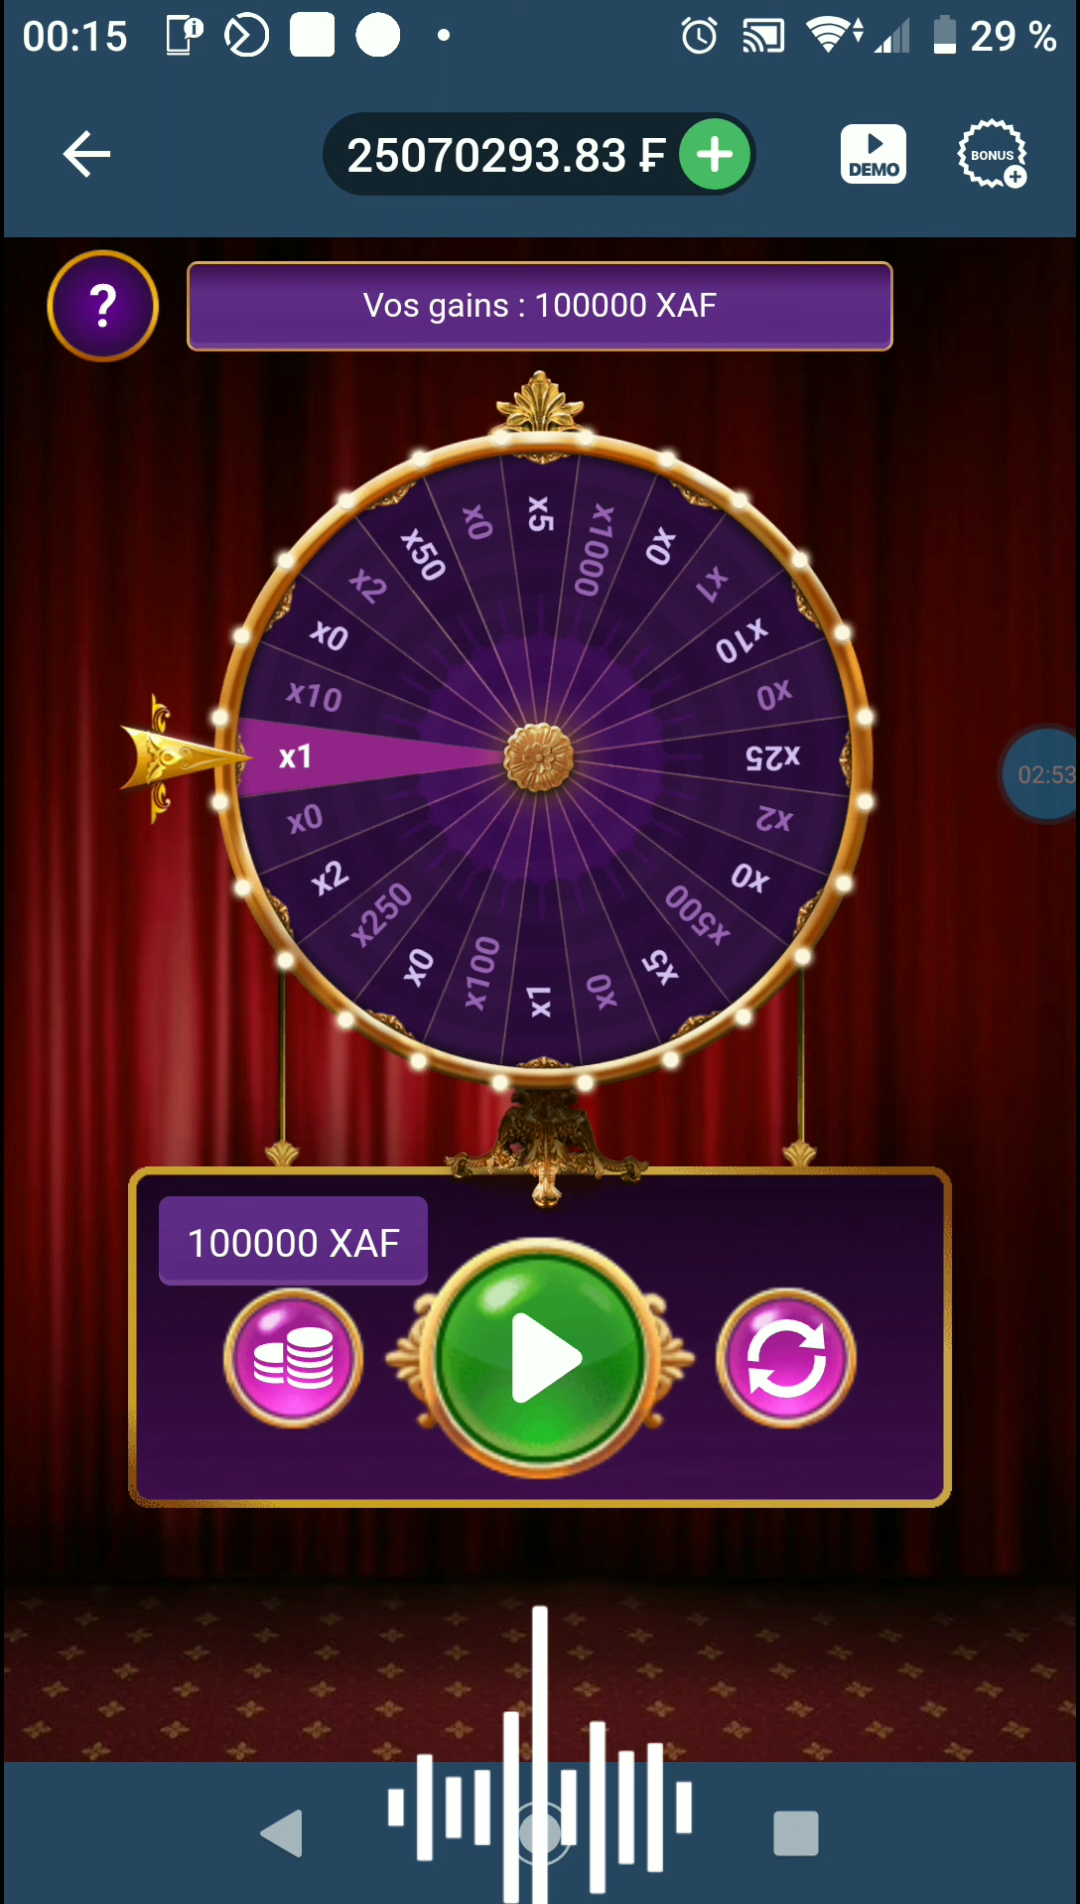 00:15 29 %
25070293.83 ₣
DEMO
BONUS
?
Vos gains : 100000 XAF
x5
x1000
x0
x1
x10
x0
x25
x2
x0
x500
x5
x0
x1
x100
x0
x250
x2
x0
x1
x10
x0
x2
x50
x0
02:53
100000 XAF